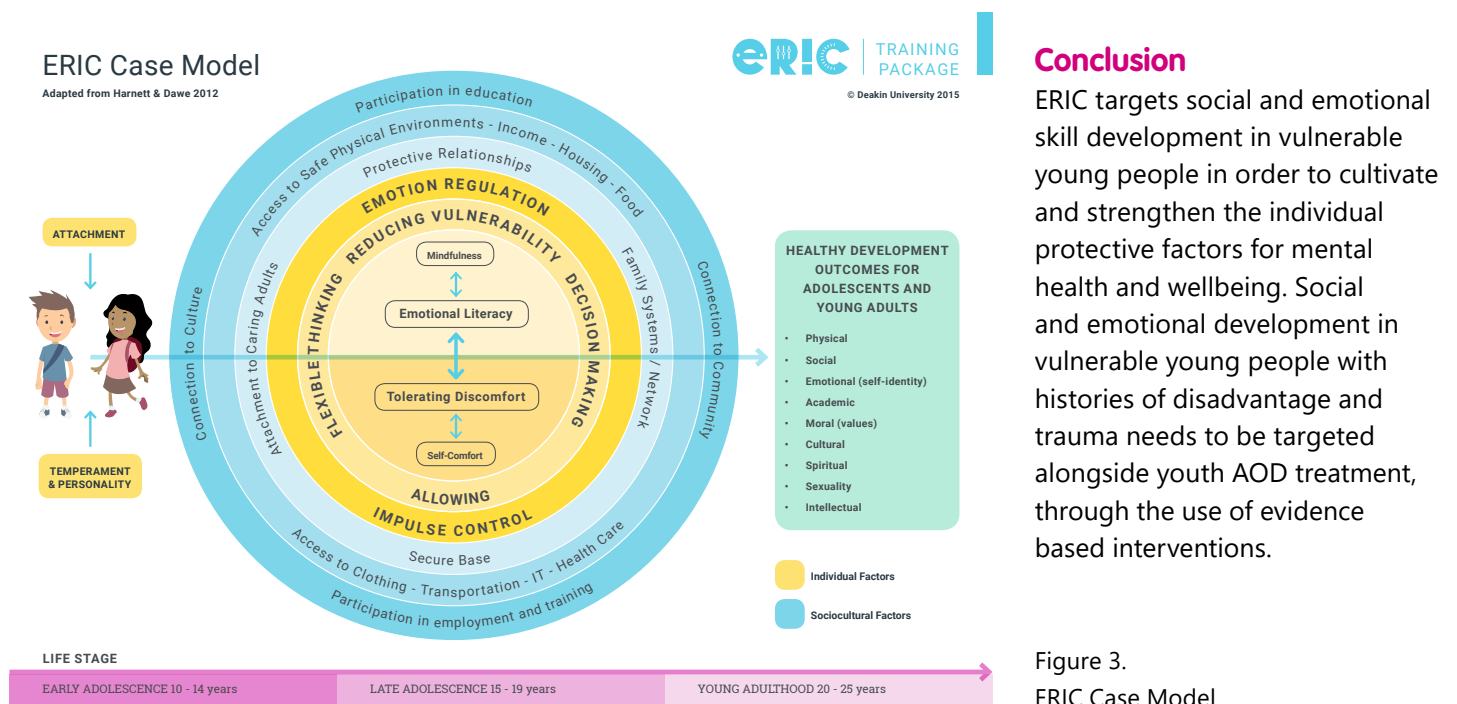 ERIC Case Model
Adapted from Harnett & Dawe 2012
eRIC
TRAINING
PACKAGE
© Deakin University 2015
ATTACHMENT
TEMPERAMENT
& PERSONALITY
Participation in education
Access to Safe Physical Environments - Income - Housing - Food
Protective Relationships
EMOTION REGULATION
REDUCING VULNERABILITY
Connection to Culture
Attachment to Caring Adults
FLEXIBLE THINKING
Mindfulness
Emotional Literacy
Tolerating Discomfort
Self-Comfort
DECISION MAKING
Family Systems / Network
Connection to Community
ALLOWING
IMPULSE CONTROL
Secure Base
Access to Clothing - Transportation - IT - Health Care
Participation in employment and training
HEALTHY DEVELOPMENT
OUTCOMES FOR
ADOLESCENTS AND
YOUNG ADULTS
• Physical
• Social
• Emotional (self-identity)
• Academic
• Moral (values)
• Cultural
• Spiritual
• Sexuality
• Intellectual
Individual Factors
Sociocultural Factors
LIFE STAGE
EARLY ADOLESCENCE 10 - 14 years
LATE ADOLESCENCE 15 - 19 years
YOUNG ADULTHOOD 20 - 25 years
Conclusion
ERIC targets social and emotional
skill development in vulnerable
young people in order to cultivate
and strengthen the individual
protective factors for mental
health and wellbeing. Social
and emotional development in
vulnerable young people with
histories of disadvantage and
trauma needs to be targeted
alongside youth AOD treatment,
through the use of evidence
based interventions.
Figure 3.
ERIC Case Model